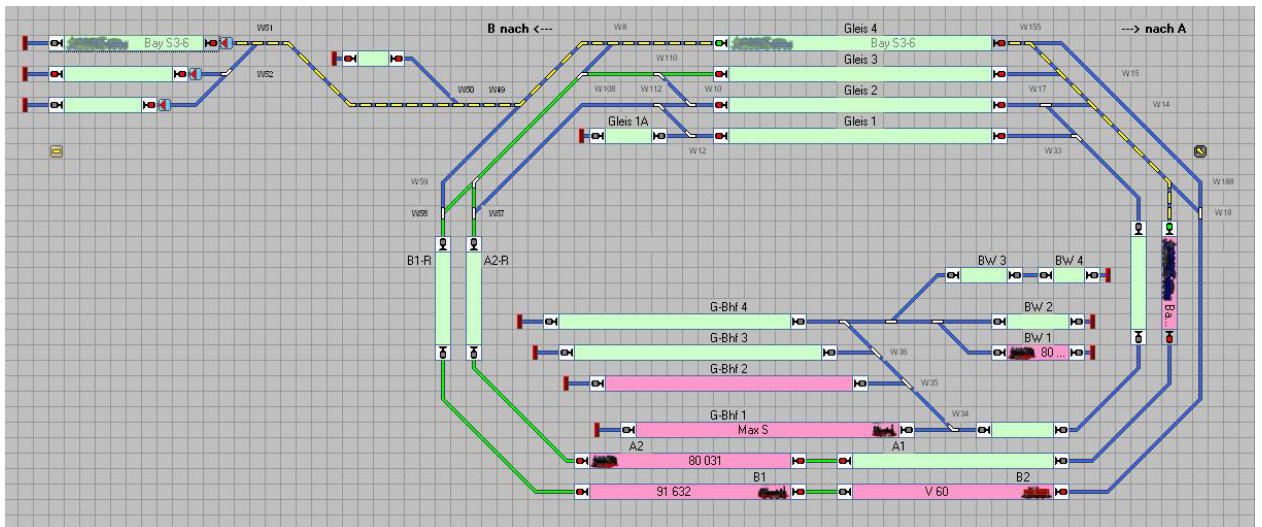 W51 B nach <--- W8 Gleis 4 W155 ---> nach A
Bay S3-6 Bay S3-6
W52 W110 Gleis 3 W15
W50 W49 W108 W112 W10 Gleis 2 W17 W14
Gleis 1A Gleis 1
W12 W33
W59 W188
W58 W57 W18
B1-R A2-R BW 3 BW 4
G-Bhf 4 BW 2
Ba...
G-Bhf 3 BW 1
W36 80 ...
G-Bhf 2
W35
G-Bhf 1 W34
Max S
A2 A1
80 031
B1 B2
91 632 V 60